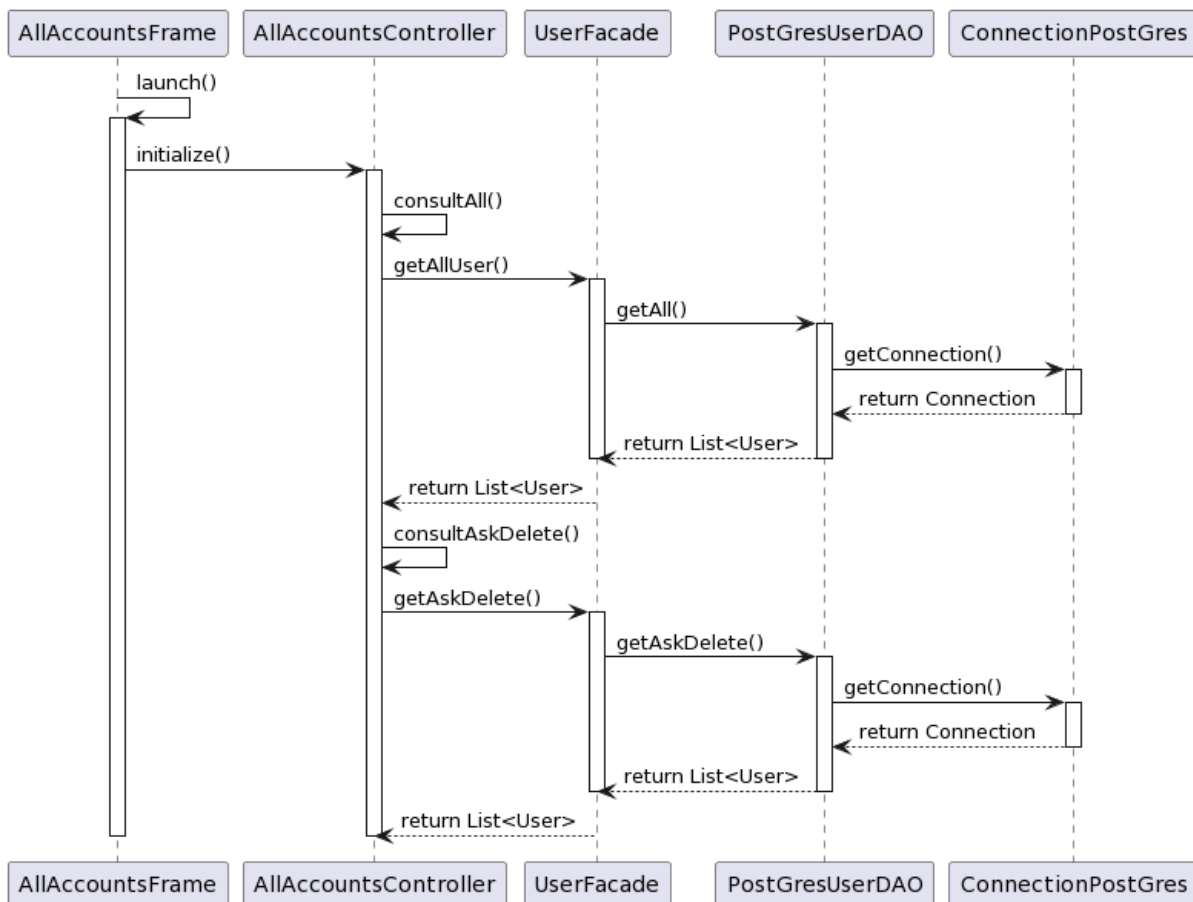 AllAccountsFrame AllAccountsController UserFacade PostGresUserDAO ConnectionPostGres
launch()
initialize()
consultAll()
getAllUser()
getAll()
getConnection()
return Connection
return List<User>
return List<User>
consultAskDelete()
getAskDelete()
getAskDelete()
getConnection()
return Connection
return List<User>
return List<User>
AllAccountsFrame AllAccountsController UserFacade PostGresUserDAO ConnectionPostGres